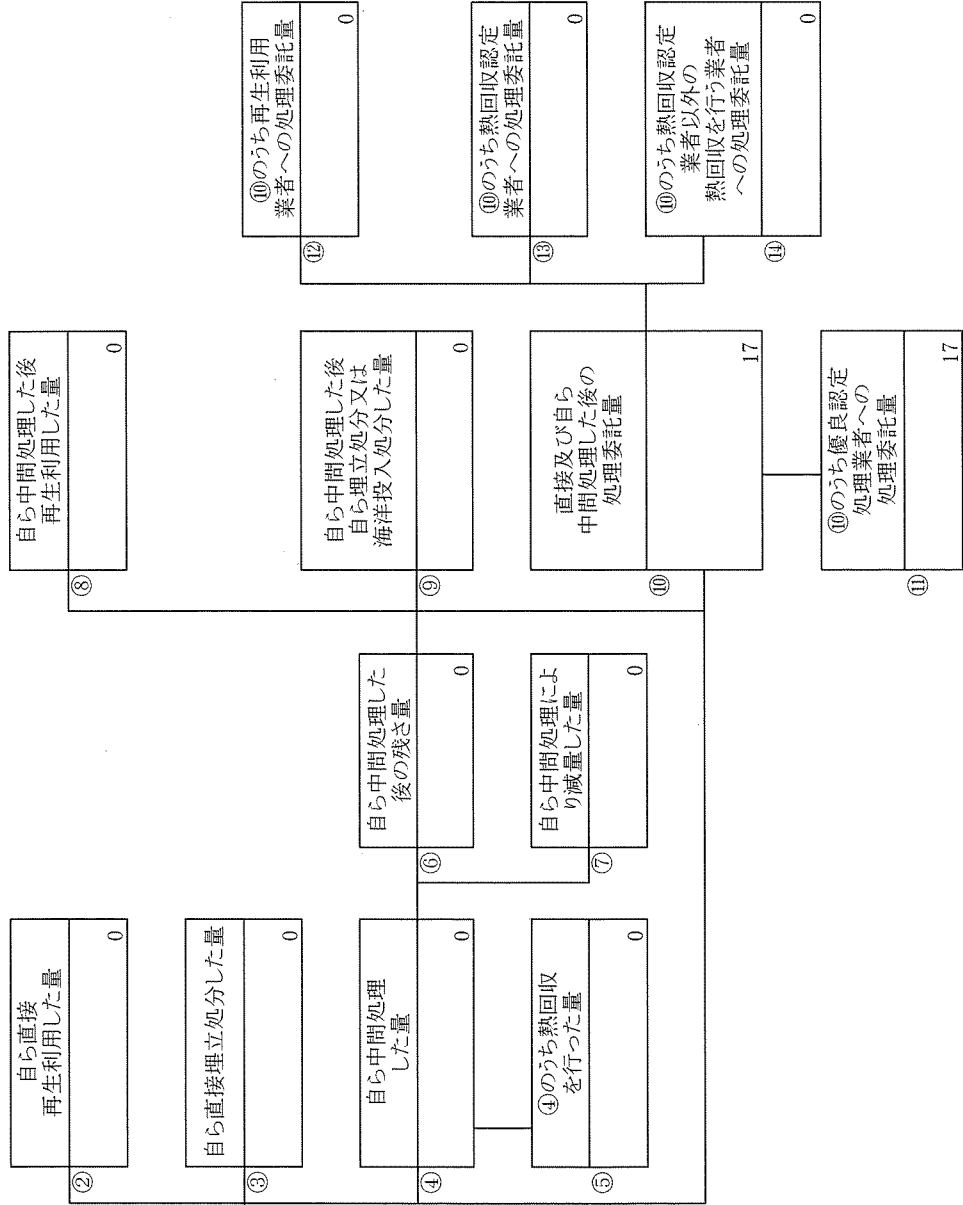 ②
自ら直接
再生利用した量
0
③
自ら直接埋立処分した量
0
④
自ら中間処理
した量
0
⑤
④のうち熱回収
を行った量
0
⑥
自ら中間処理した
後の残さ量
0
⑦
自ら中間処理によ
り減量した量
0
⑧
自ら中間処理した後
再生利用した量
0
⑨
自ら中間処理した後
自ら埋立処分又は
海洋投入処分した量
0
⑩
直接及び自ら
中間処理した後の
処理委託量
17
⑪
⑩のうち優良認定
処理業者への
処理委託量
17
⑫
⑩のうち再生利用
業者への処理委託量
0
⑬
⑩のうち熱回収認定
業者への処理委託量
0
⑭
⑩のうち熱回収認定
業者以外の
熱回収を行う業者
への処理委託量
0